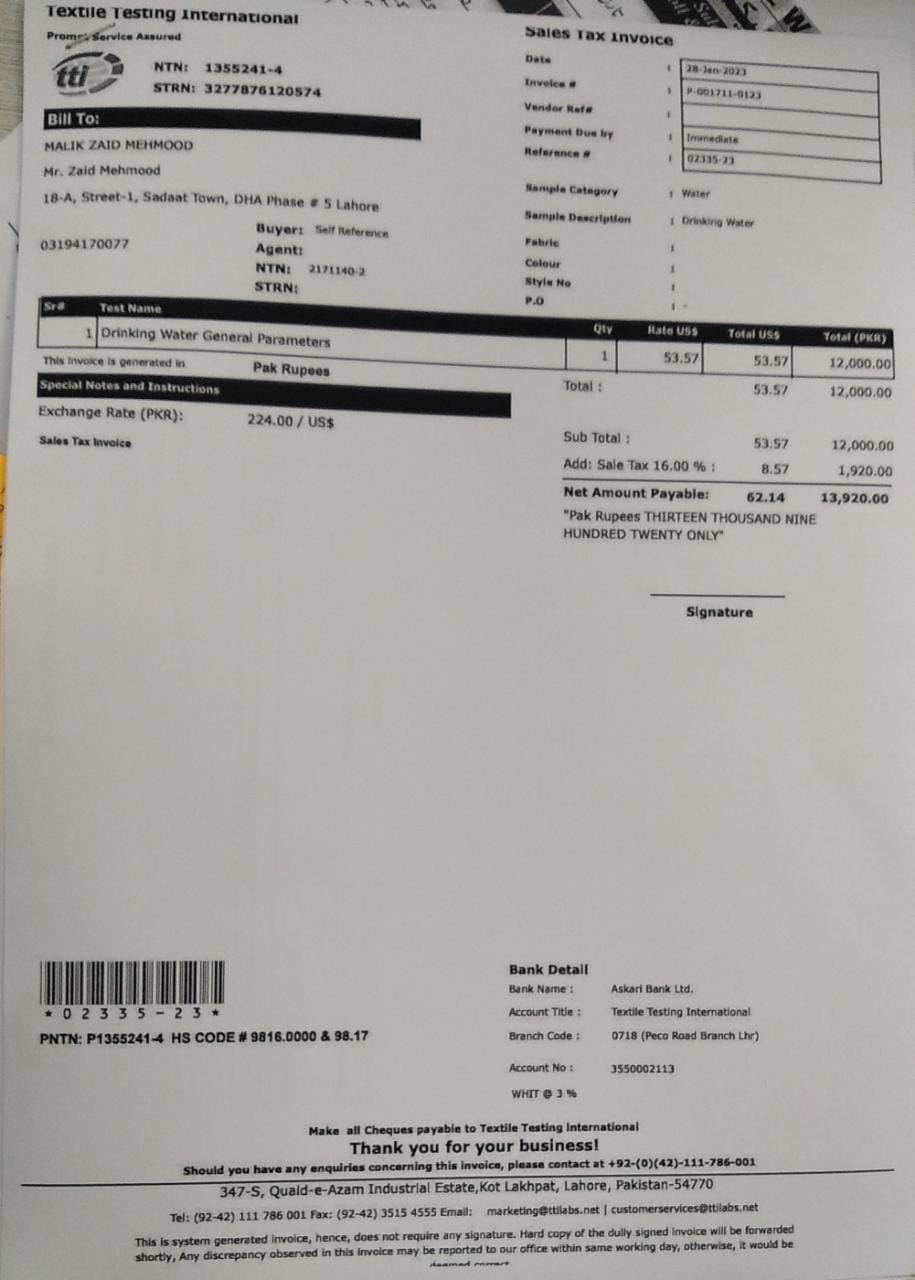 Textile Testing International
Prompt Service Assured
tti
NTN: 1355241-4
STRN: 3277876120574
Sales Tax Invoice
Date : 28-Jan-2023
Invoice # : P-001711-0123
Vendor Ref# :
Payment Due by : Immediate
Reference # : 02335-23
Bill To:
MALIK ZAID MEHMOOD
Mr. Zaid Mehmood
18-A, Street-1, Sadaat Town, DHA Phase # 5 Lahore
03194170077
Buyer: Self Reference
Agent:
NTN: 2171140-2
STRN:
Sample Category : Water
Sample Description : Drinking Water
Fabric :
Colour :
Style No :
P.O : -
Sr# Test Name Qty Rate US$ Total US$ Total (PKR)
1 Drinking Water General Parameters 1 53.57 53.57 12,000.00
This invoice is generated in Pak Rupees
Total : 53.57 12,000.00
Special Notes and Instructions
Exchange Rate (PKR): 224.00 / US$
Sales Tax Invoice
Sub Total : 53.57 12,000.00
Add: Sale Tax 16.00 % : 8.57 1,920.00
Net Amount Payable: 62.14 13,920.00
"Pak Rupees THIRTEEN THOUSAND NINE
HUNDRED TWENTY ONLY"
Signature
*02335-23*
PNTN: P1355241-4 HS CODE # 9816.0000 & 98.17
Bank Detail
Bank Name : Askari Bank Ltd.
Account Title : Textile Testing International
Branch Code : 0718 (Peco Road Branch Lhr)
Account No : 3550002113
WHIT @ 3 %
Make all Cheques payable to Textile Testing international
Thank you for your business!
Should you have any enquiries concerning this invoice, please contact at +92-(0)(42)-111-786-001
347-S, Quaid-e-Azam Industrial Estate,Kot Lakhpat, Lahore, Pakistan-54770
Tel: (92-42) 111 786 001 Fax: (92-42) 3515 4555 Email: marketing@ttilabs.net | customerservices@ttilabs.net
This is system generated invoice, hence, does not require any signature. Hard copy of the dully signed invoice will be forwarded
shortly, Any discrepancy observed in this invoice may be reported to our office within same working day, otherwise, it would be
deemed correct